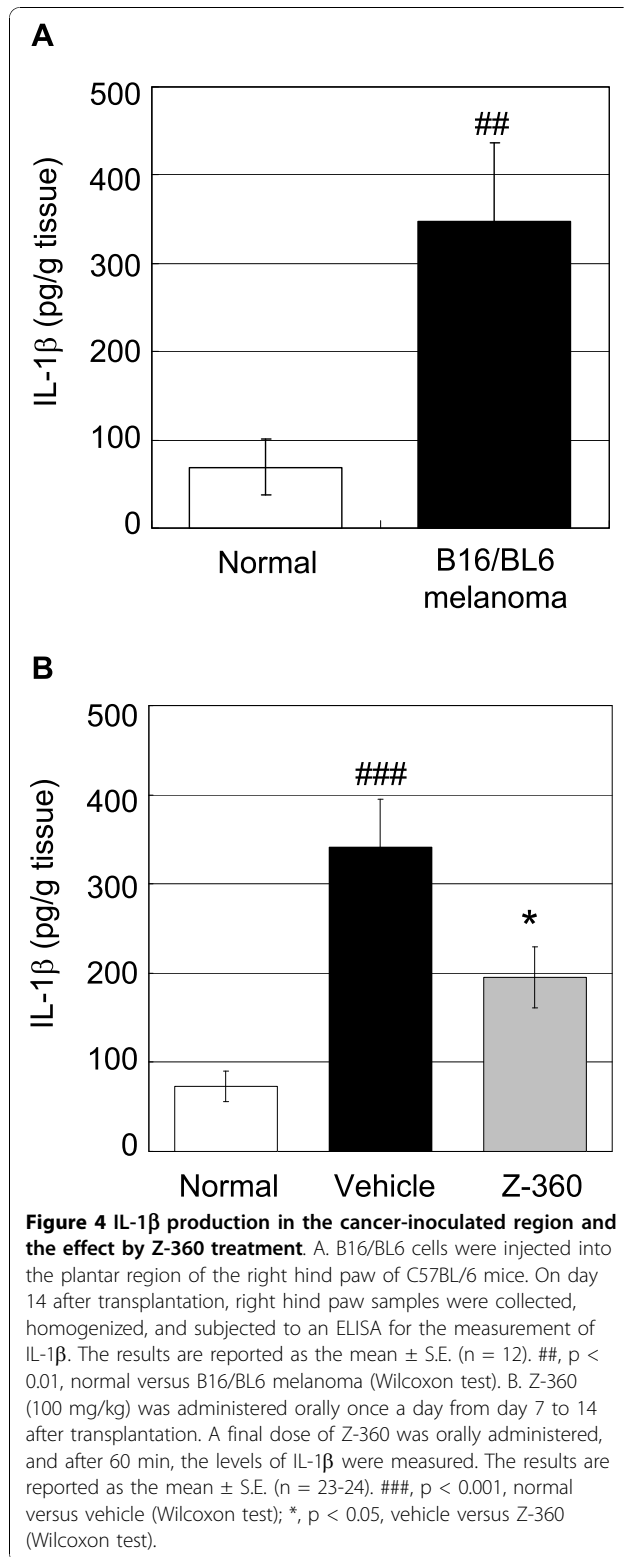 A
500
400
300
200
100
0
IL-1β (pg/g tissue)
##
Normal
B16/BL6
melanoma
B
500
400
300
200
100
0
IL-1β (pg/g tissue)
###
*
Normal Vehicle Z-360
Figure 4 IL-1β production in the cancer-inoculated region and
the effect by Z-360 treatment. A. B16/BL6 cells were injected into
the plantar region of the right hind paw of C57BL/6 mice. On day
14 after transplantation, right hind paw samples were collected,
homogenized, and subjected to an ELISA for the measurement of
IL-1β. The results are reported as the mean ± S.E. (n = 12). ##, p <
0.01, normal versus B16/BL6 melanoma (Wilcoxon test). B. Z-360
(100 mg/kg) was administered orally once a day from day 7 to 14
after transplantation. A final dose of Z-360 was orally administered,
and after 60 min, the levels of IL-1β were measured. The results are
reported as the mean ± S.E. (n = 23-24). ###, p < 0.001, normal
versus vehicle (Wilcoxon test); *, p < 0.05, vehicle versus Z-360
(Wilcoxon test).